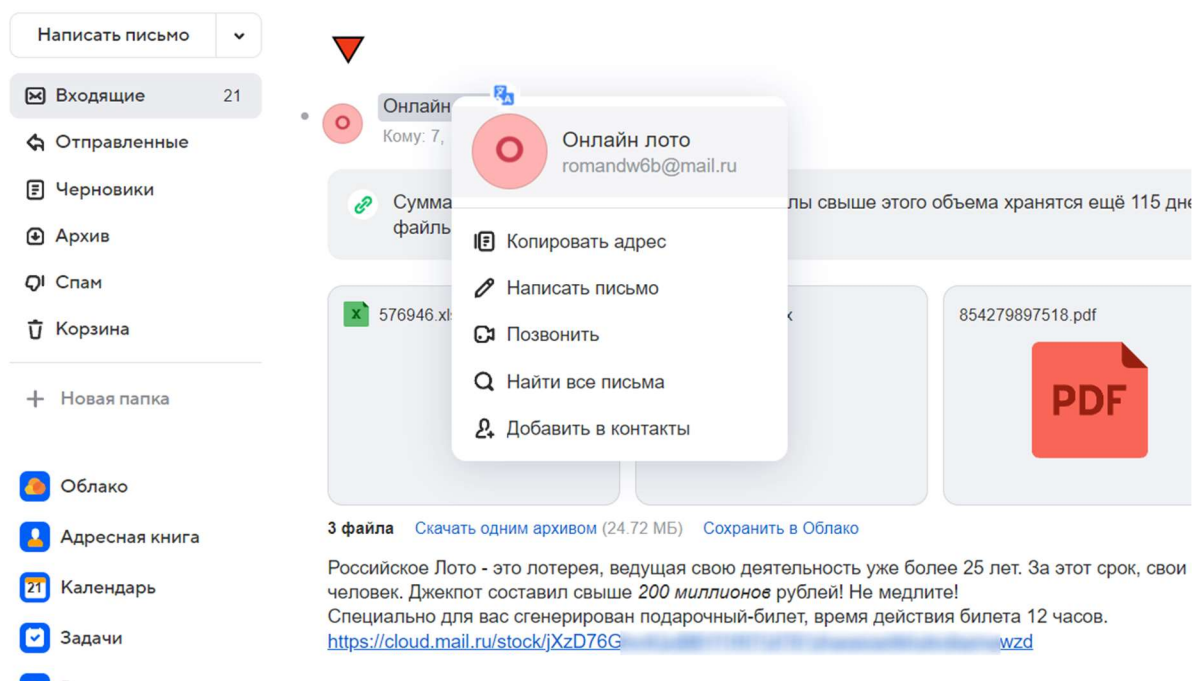 Написать письмо
Входящие 21
Отправленные
Черновики
Архив
Спам
Корзина
Новая папка
Облако
Адресная книга
21 Календарь
Задачи
Онлайн
Кому: 7,
О
О
Онлайн лото
romandw6b@mail.ru
Копировать адрес
Написать письмо
Позвонить
Найти все письма
Добавить в контакты
Сумма лы свыше этого объема хранятся ещё 115 дне
файль
X 576946.xls
x
854279897518.pdf
PDF
3 файла Скачать одним архивом (24.72 МБ) Сохранить в Облако
Российское Лото - это лотерея, ведущая свою деятельность уже более 25 лет. За этот срок, свои
человек. Джекпот составил свыше 200 миллионов рублей! Не медлите!
Специально для вас сгенерирован подарочный-билет, время действия билета 12 часов.
https://cloud.mail.ru/stock/jXzD76G wzd